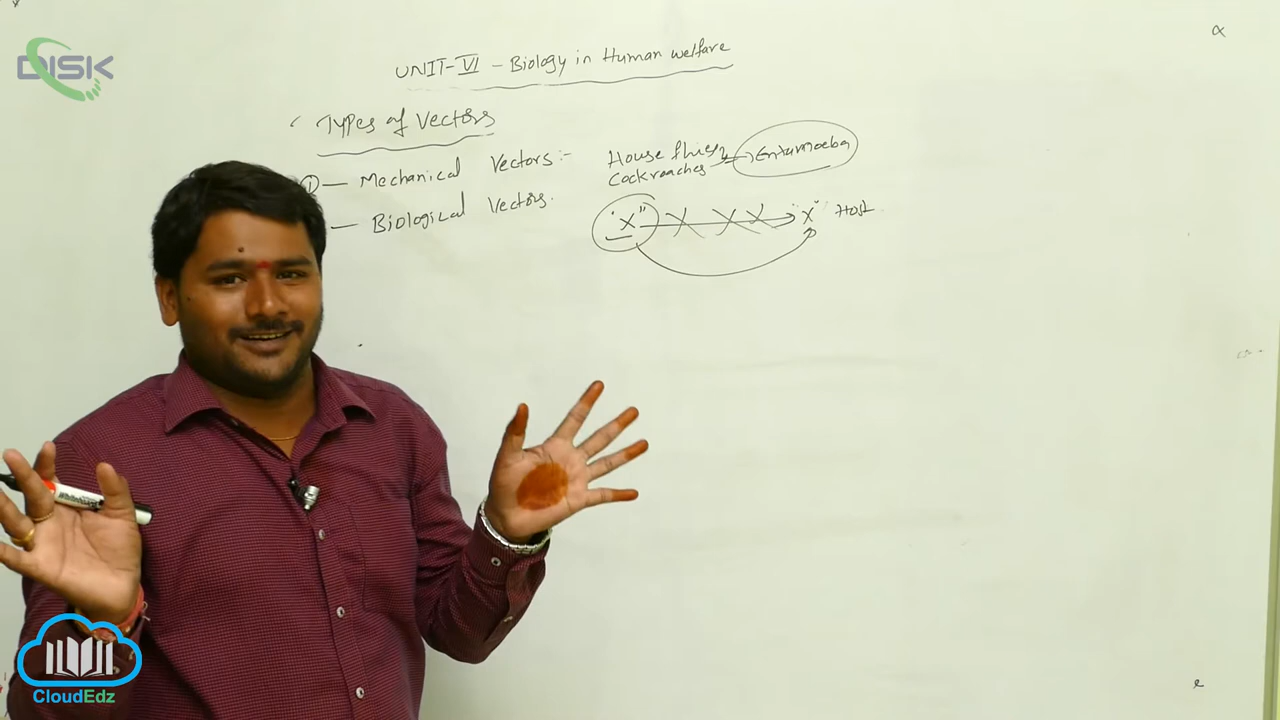 DISK
UNIT-VI - Biology in Human welfare
Types of Vectors
① — Mechanical Vectors:-
— Biological Vectors.
House flies,
Cockroaches
Entamoeba
"X" X X X "X" Host
CloudEdz